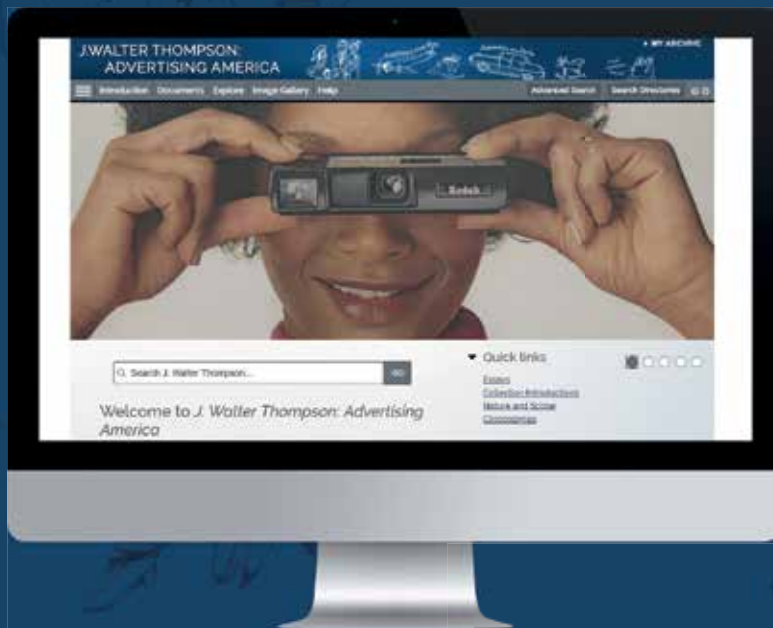 J.WALTER THOMPSON:
ADVERTISING AMERICA
+ MY ARCHIVE
Introduction Documents Explore Image Gallery Help
Advanced Search Search Directories
Kodak
Quick links
Search J. Walter Thompson...
GO
Essays
Collection Introductions
Nature and Scope
Chronologies
Welcome to J. Walter Thompson: Advertising
America